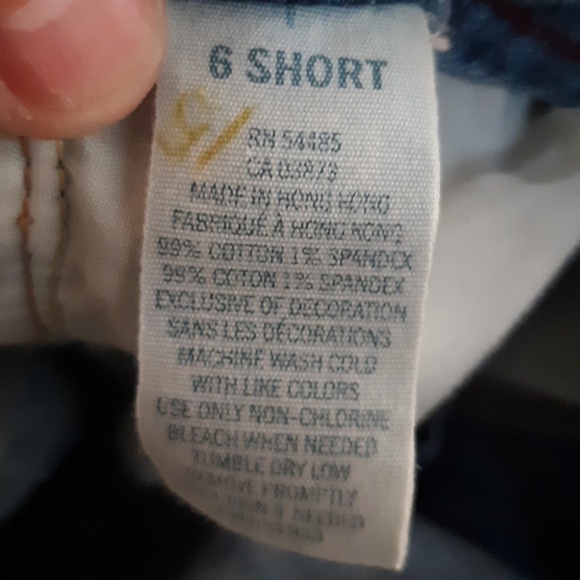 6 SHORT
RN 54485
CA 03873
MADE IN HONG KONG
FABRIQUÉ À HONG KONG
99% COTTON 1% SPANDEX
99% COTON 1% SPANDEX
EXCLUSIVE OF DECORATION
SANS LES DÉCORATIONS
MACHINE WASH COLD
WITH LIKE COLORS
USE ONLY NON-CHLORINE
BLEACH WHEN NEEDED
TUMBLE DRY LOW
REMOVE PROMPTLY
IF NEEDED